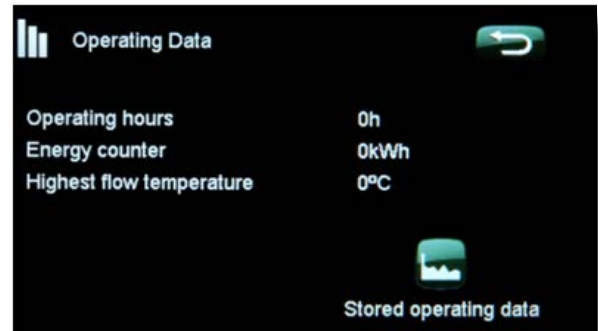 Operating Data
Operating hours 0h
Energy counter 0kWh
Highest flow temperature 0ºC
Stored operating data